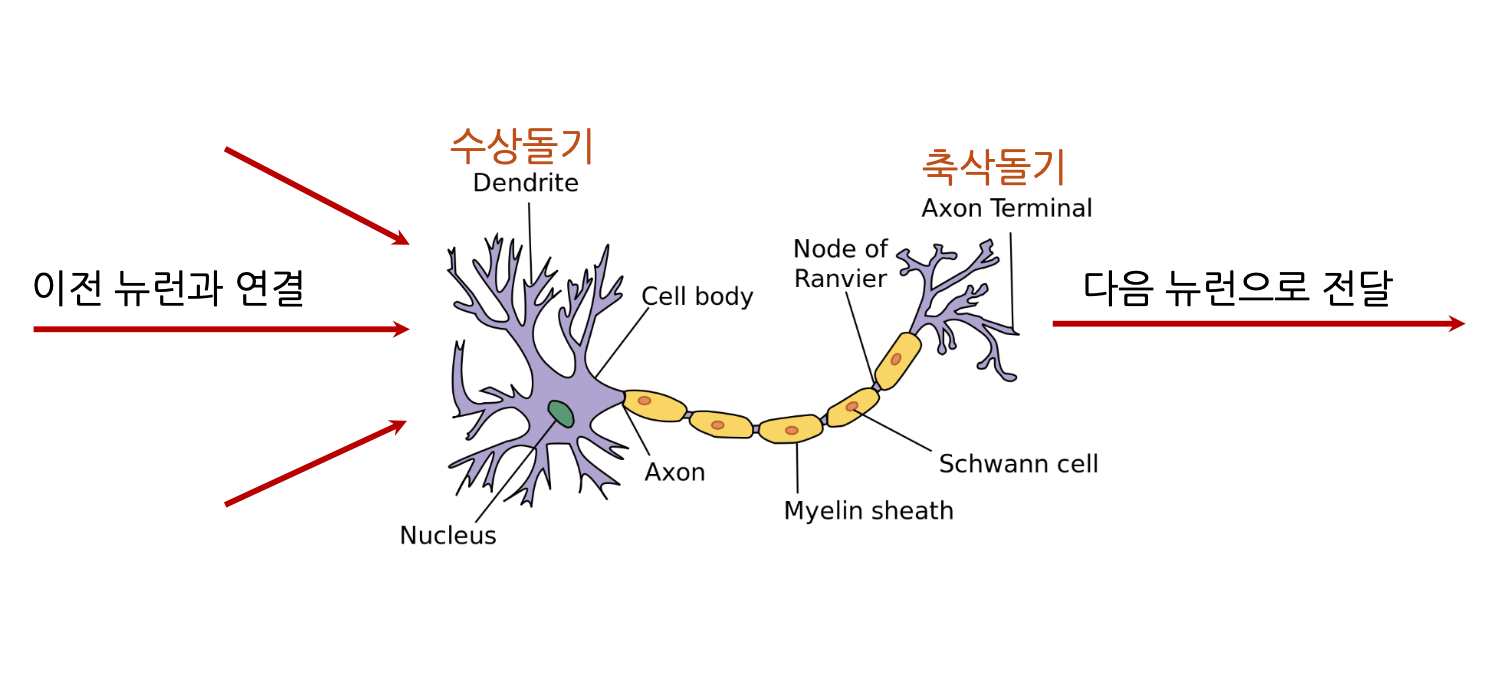 수상돌기
Dendrite
축삭돌기
Axon Terminal
이전 뉴런과 연결
Cell body
Node of
Ranvier
다음 뉴런으로 전달
Axon
Schwann cell
Myelin sheath
Nucleus